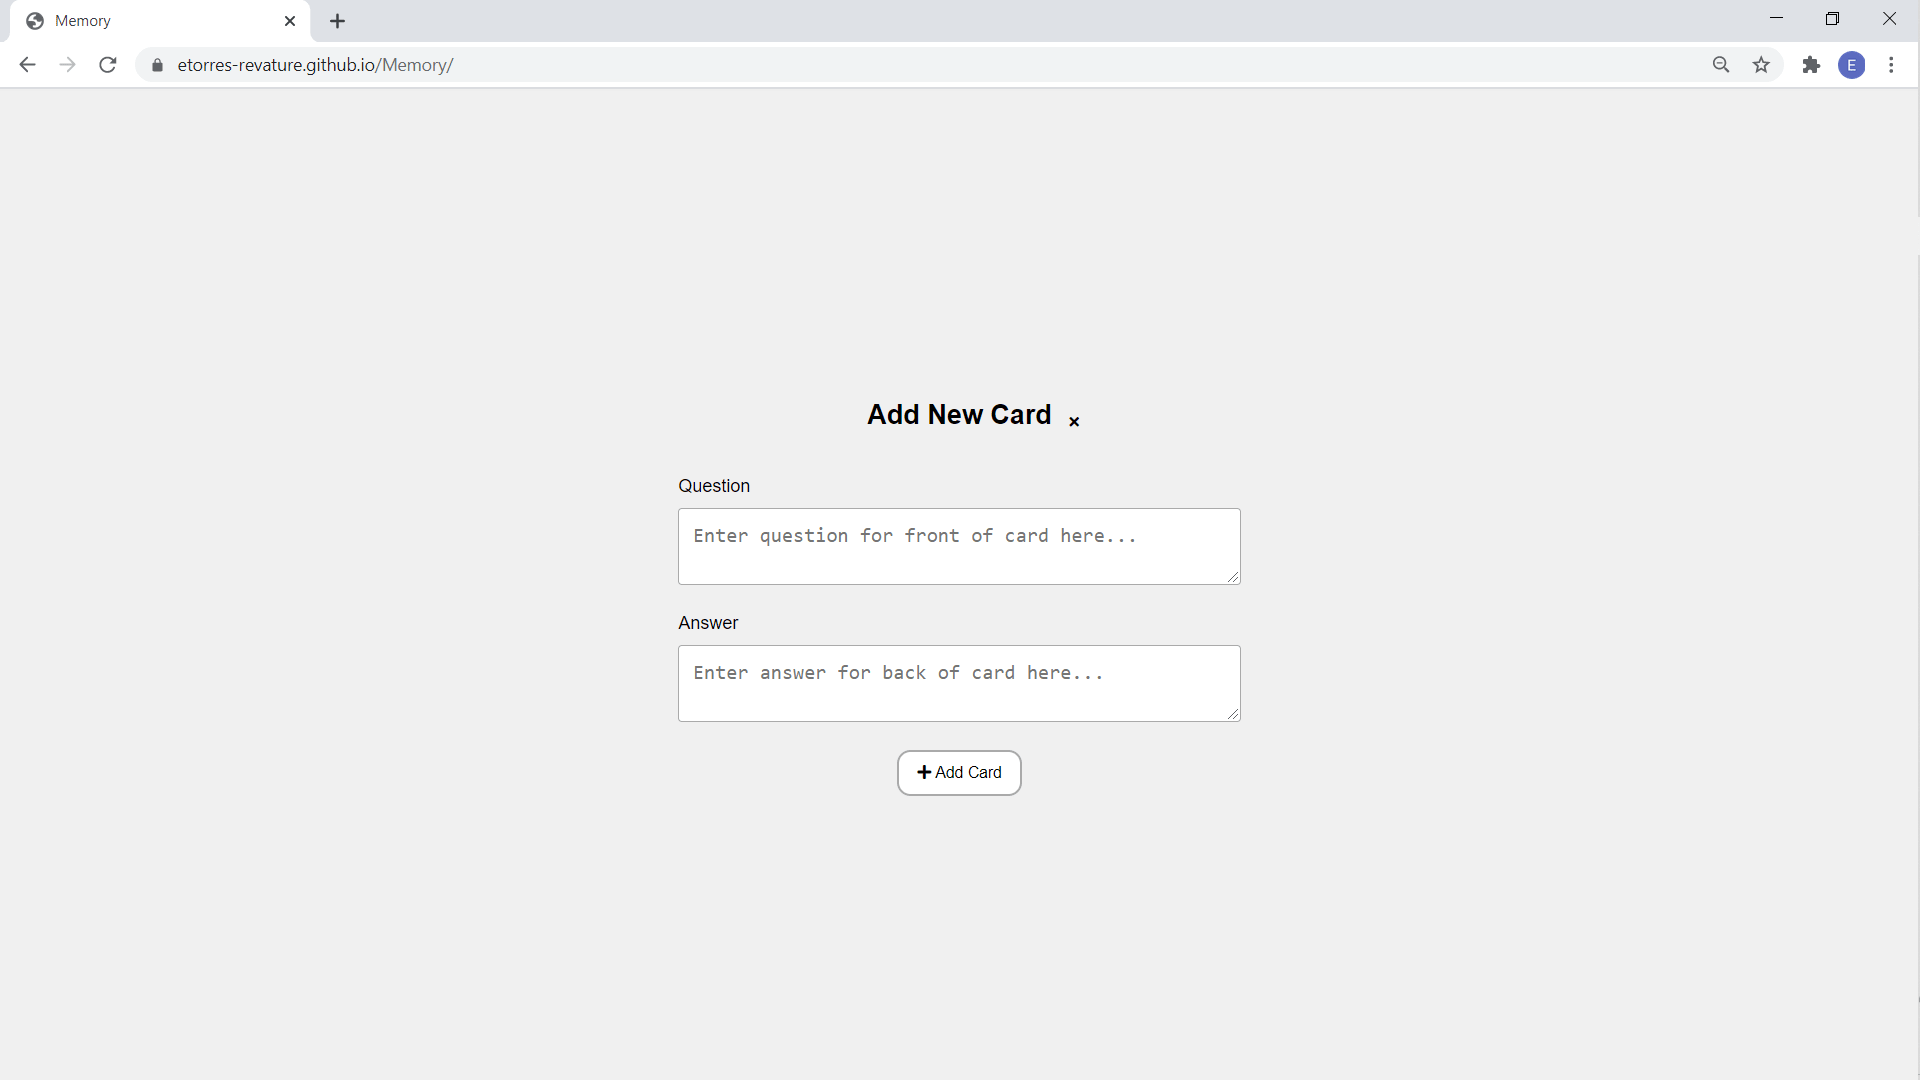 Memory
etorres-revature.github.io/Memory/
E
Add New Card ×
Question
Enter question for front of card here...
Answer
Enter answer for back of card here...
Add Card